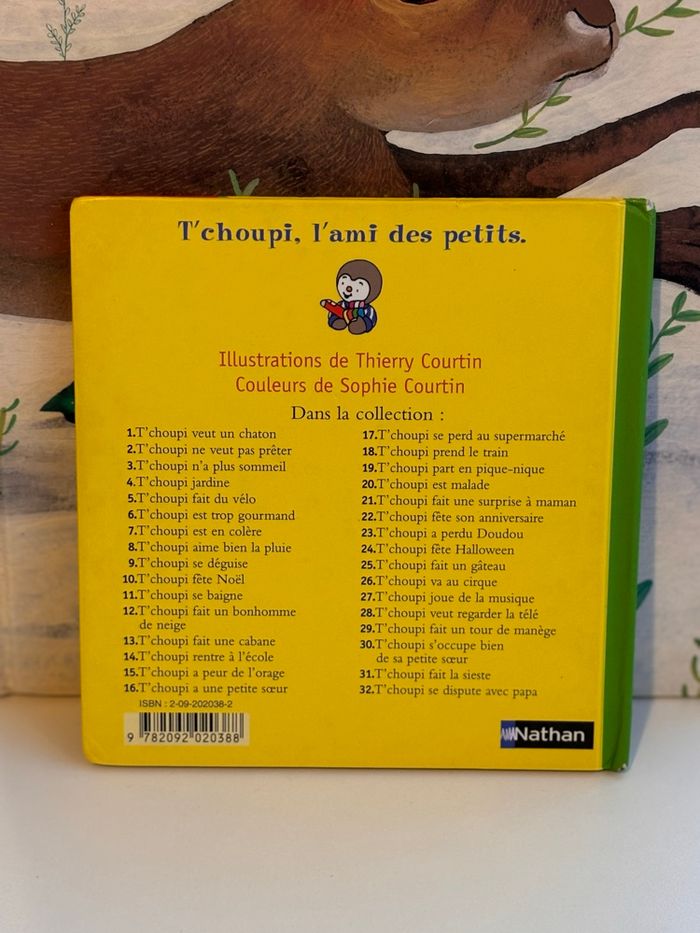 T'choupi, l'ami des petits.
Illustrations de Thierry Courtin
Couleurs de Sophie Courtin
Dans la collection :
1.T'choupi veut un chaton
2.T'choupi ne veut pas prêter
3.T'choupi n'a plus sommeil
4.T'choupi jardine
5.T'choupi fait du vélo
6.T'choupi est trop gourmand
7.T'choupi est en colère
8.T'choupi aime bien la pluie
9.T'choupi se déguise
10.T'choupi fête Noël
11.T'choupi se baigne
12.T'choupi fait un bonhomme
de neige
13.T'choupi fait une cabane
14.T'choupi rentre à l'école
15.T'choupi a peur de l'orage
16.T'choupi a une petite sœur
17.T'choupi se perd au supermarché
18.T'choupi prend le train
19.T'choupi part en pique-nique
20.T'choupi est malade
21.T'choupi fait une surprise à maman
22.T'choupi fête son anniversaire
23.T'choupi a perdu Doudou
24.T'choupi fête Halloween
25.T'choupi fait un gâteau
26.T'choupi va au cirque
27.T'choupi joue de la musique
28.T'choupi veut regarder la télé
29.T'choupi fait un tour de manège
30.T'choupi s'occupe bien
de sa petite sœur
31.T'choupi fait la sieste
32.T'choupi se dispute avec papa
ISBN : 2-09-202038-2
9 782092 020388
Nathan